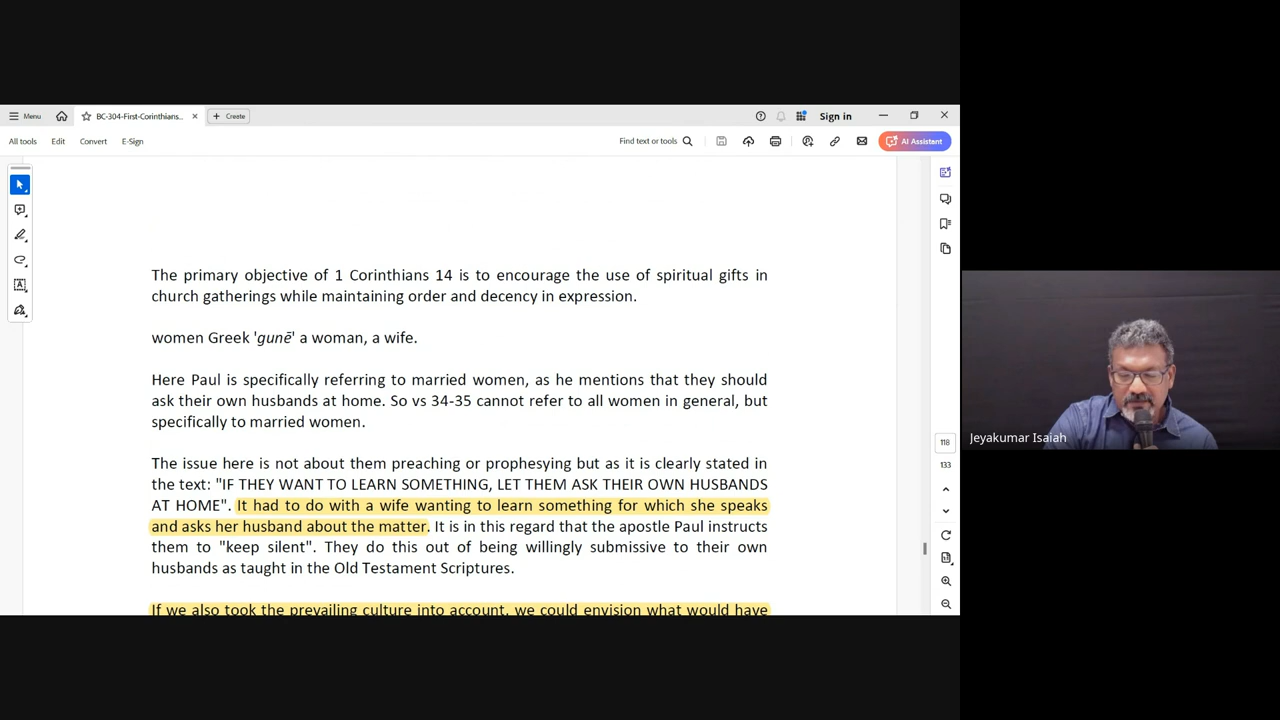 Menu
BC-304-First-Corinthians...
Create
Sign in
All tools
Edit
Convert
E-Sign
Find text or tools
AI Assistant
The primary objective of 1 Corinthians 14 is to encourage the use of spiritual gifts in
church gatherings while maintaining order and decency in expression.
women Greek 'gunē' a woman, a wife.
Here Paul is specifically referring to married women, as he mentions that they should
ask their own husbands at home. So vs 34-35 cannot refer to all women in general, but
specifically to married women.
The issue here is not about them preaching or prophesying but as it is clearly stated in
the text: "IF THEY WANT TO LEARN SOMETHING, LET THEM ASK THEIR OWN HUSBANDS
AT HOME". It had to do with a wife wanting to learn something for which she speaks
and asks her husband about the matter. It is in this regard that the apostle Paul instructs
them to "keep silent". They do this out of being willingly submissive to their own
husbands as taught in the Old Testament Scriptures.
If we also took the prevailing culture into account, we could envision what would have
118
133
Jeyakumar Isaiah